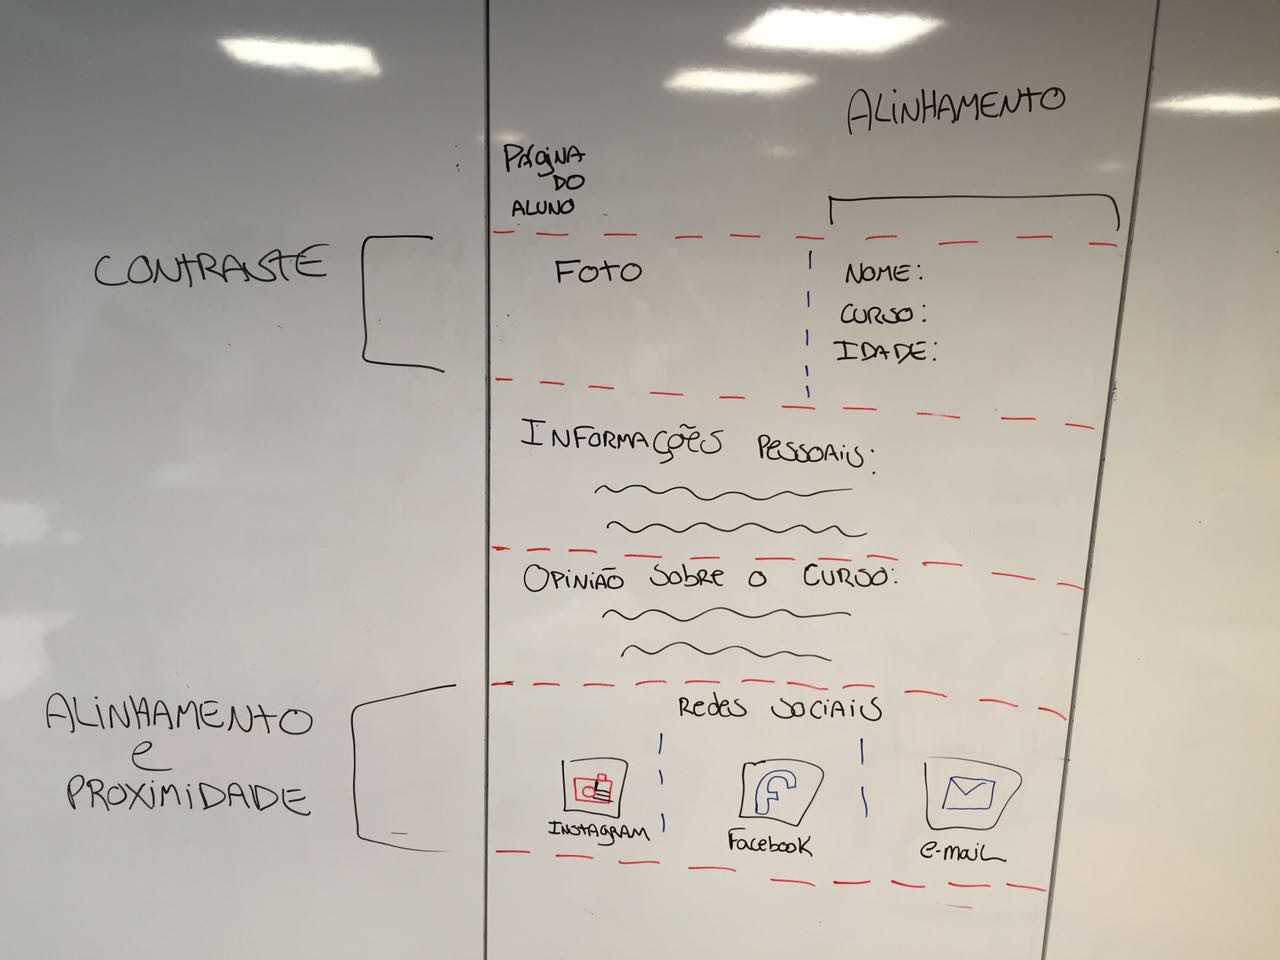 ALINHAMENTO
PÁGINA
DO
ALUNO
CONTRASTE
FOTO
NOME:
CURSO:
IDADE:
INFORMAÇÕES PESSOAIS:
OPINIÃO SOBRE O CURSO:
ALINHAMENTO
e
PROXIMIDADE
Redes SOCIAIS
INSTAGRAM
Facebook
e-mail